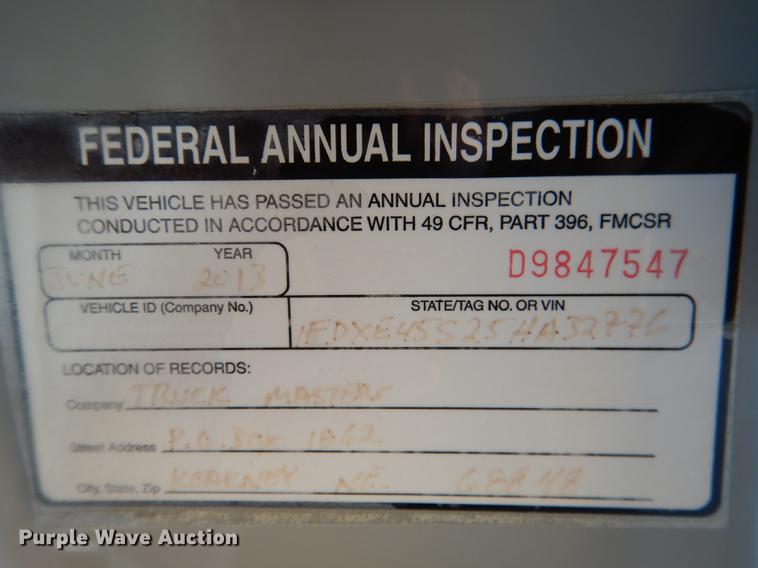 FEDERAL ANNUAL INSPECTION
THIS VEHICLE HAS PASSED AN ANNUAL INSPECTION
CONDUCTED IN ACCORDANCE WITH 49 CFR, PART 396, FMCSR
MONTH YEAR
JUNE 2013
D9847547
VEHICLE ID (Company No.) STATE/TAG NO. OR VIN
1FDXE45S25HA32776
LOCATION OF RECORDS:
Company TRUCK MASTERS
Street Address P.O. BOX 1862
City, State, Zip KEARNEY NE. 68848
Purple Wave Auction